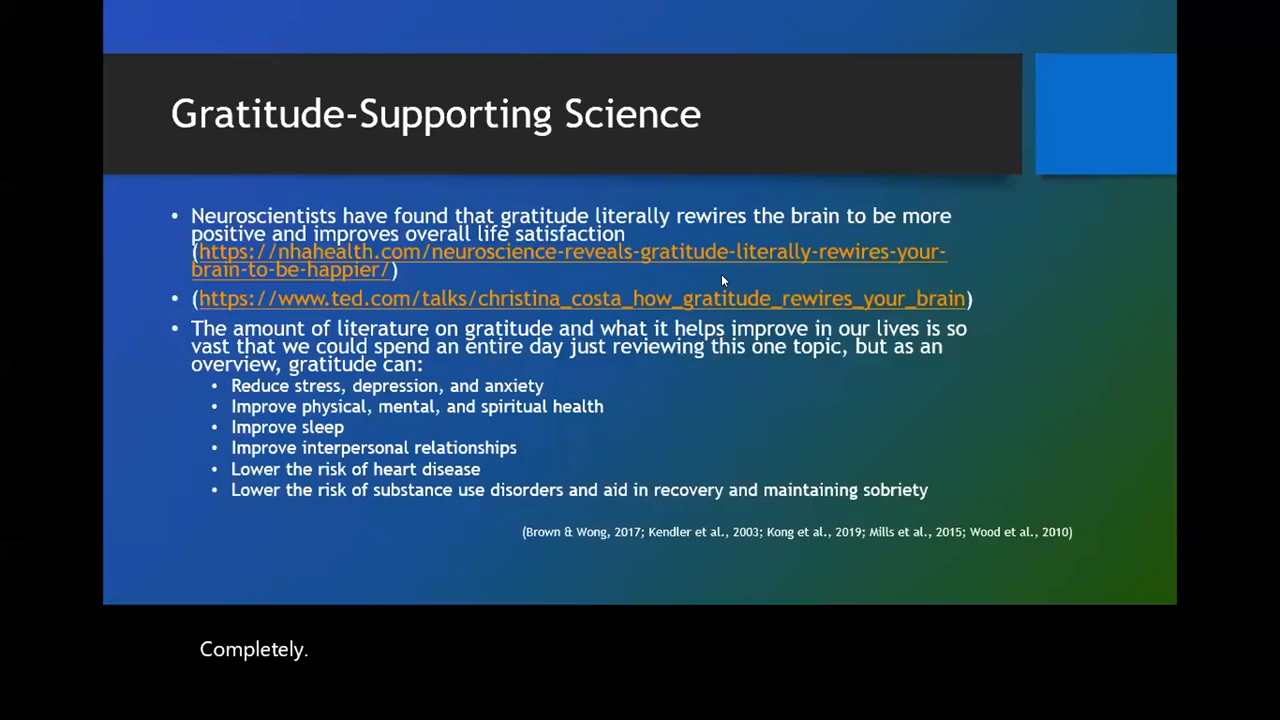 Gratitude-Supporting Science
• Neuroscientists have found that gratitude literally rewires the brain to be more
positive and improves overall life satisfaction
(https://nhahealth.com/neuroscience-reveals-gratitude-literally-rewires-your-
brain-to-be-happier/)
• (https://www.ted.com/talks/christina_costa_how_gratitude_rewires_your_brain)
• The amount of literature on gratitude and what it helps improve in our lives is so
vast that we could spend an entire day just reviewing this one topic, but as an
overview, gratitude can:
• Reduce stress, depression, and anxiety
• Improve physical, mental, and spiritual health
• Improve sleep
• Improve interpersonal relationships
• Lower the risk of heart disease
• Lower the risk of substance use disorders and aid in recovery and maintaining sobriety
(Brown & Wong, 2017; Kendler et al., 2003; Kong et al., 2019; Mills et al., 2015; Wood et al., 2010)
Completely.